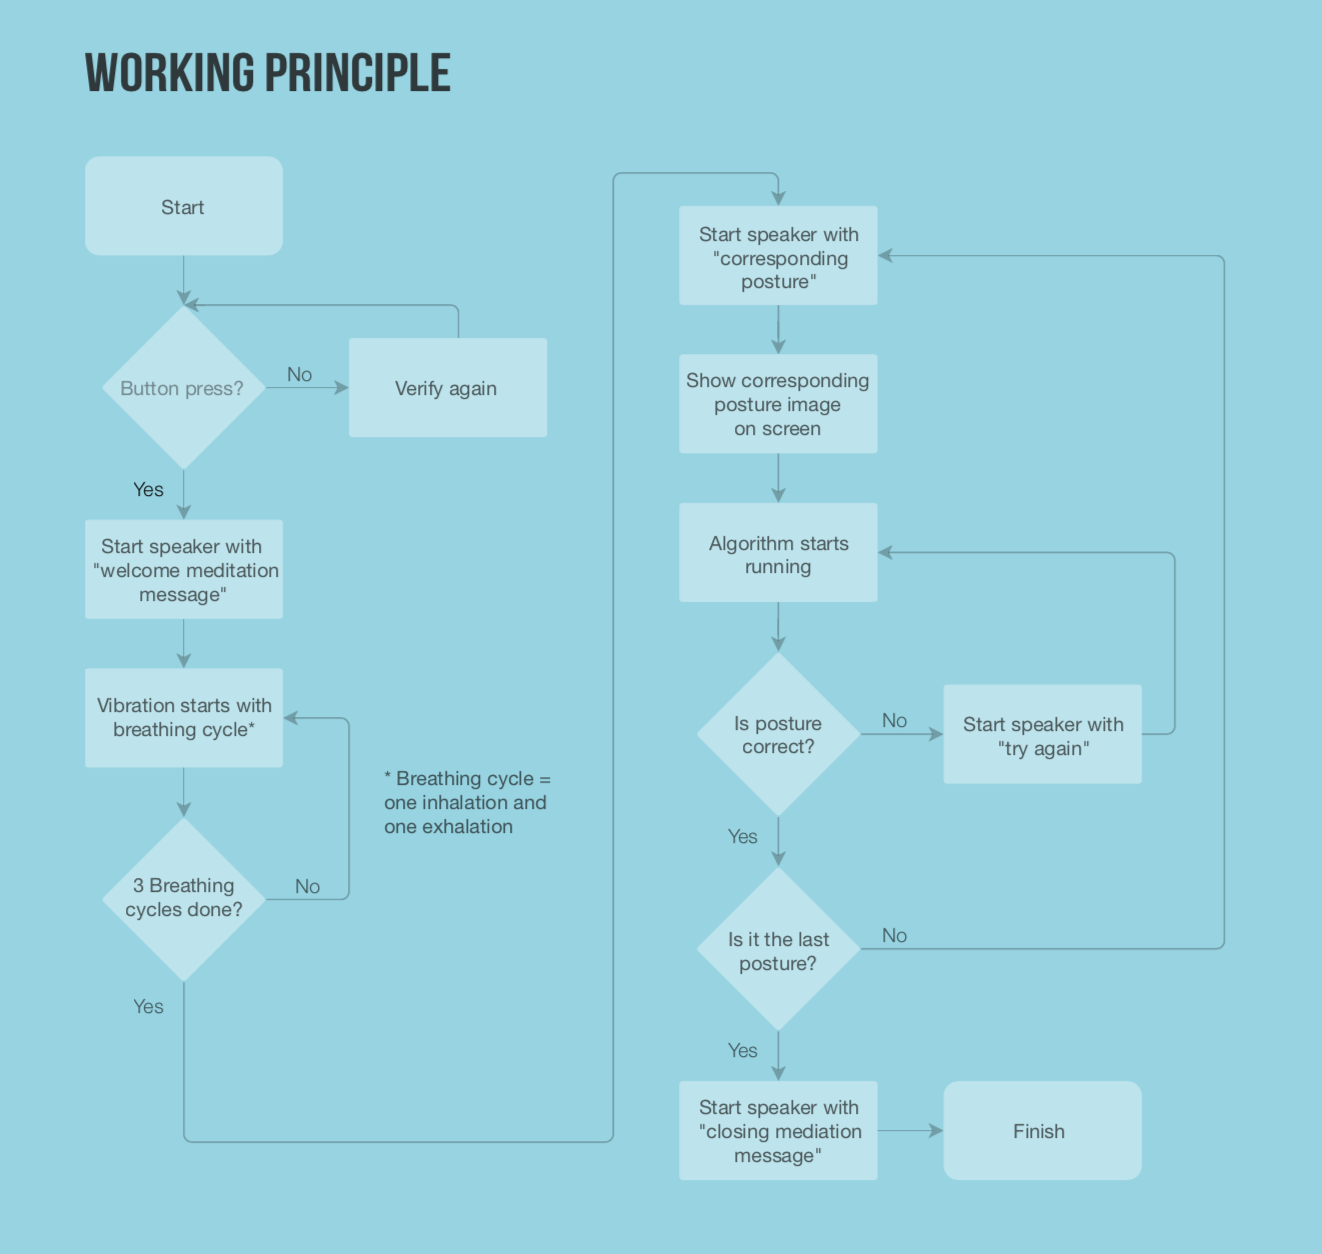 WORKING PRINCIPLE
Start
Button press?
No
Verify again
Yes
Start speaker with
"welcome meditation
message"
Vibration starts with
breathing cycle*
* Breathing cycle =
one inhalation and
one exhalation
3 Breathing
cycles done?
No
Yes
Start speaker with
"corresponding
posture"
Show corresponding
posture image
on screen
Algorithm starts
running
Is posture
correct?
No
Start speaker with
"try again"
Yes
Is it the last
posture?
No
Yes
Start speaker with
"closing mediation
message"
Finish